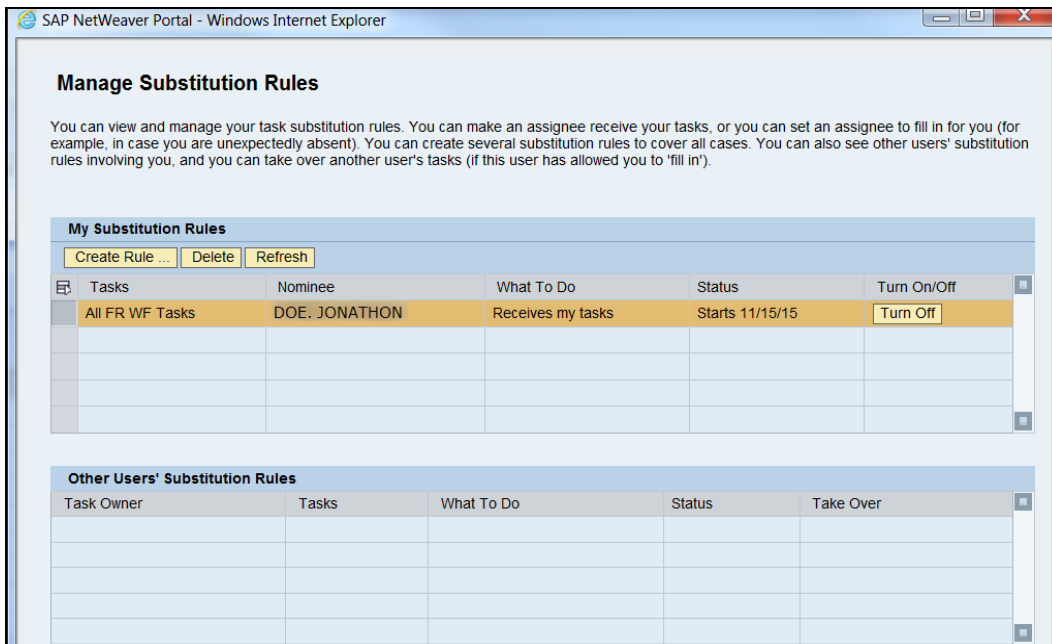 SAP NetWeaver Portal - Windows Internet Explorer
Manage Substitution Rules
You can view and manage your task substitution rules. You can make an assignee receive your tasks, or you can set an assignee to fill in for you (for
example, in case you are unexpectedly absent). You can create several substitution rules to cover all cases. You can also see other users' substitution
rules involving you, and you can take over another user's tasks (if this user has allowed you to 'fill in').
My Substitution Rules
Create Rule ... Delete Refresh
Tasks Nominee What To Do Status Turn On/Off
All FR WF Tasks DOE. JONATHON Receives my tasks Starts 11/15/15 Turn Off
Other Users' Substitution Rules
Task Owner Tasks What To Do Status Take Over